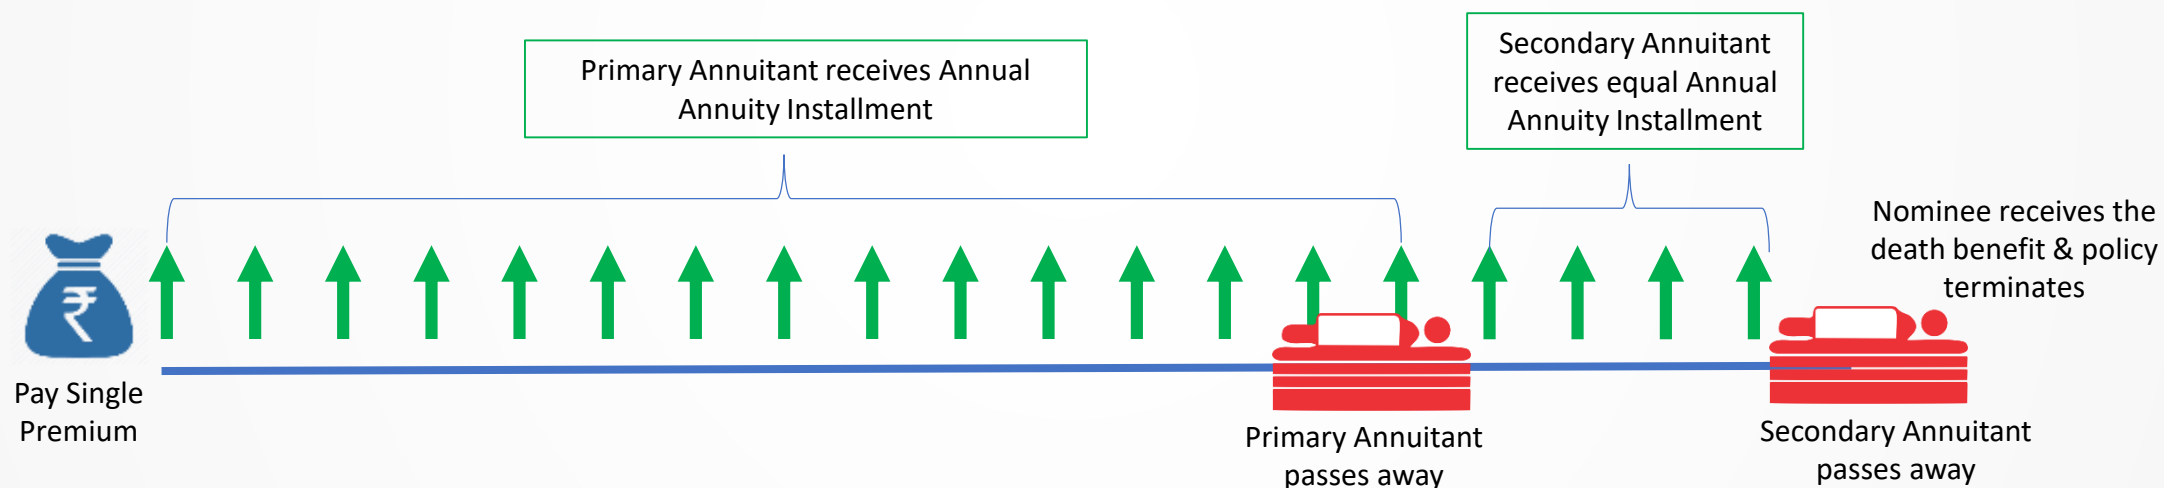 Primary Annuitant receives Annual
Annuity Installment
Secondary Annuitant
receives equal Annual
Annuity Installment
Nominee receives the
death benefit & policy
terminates
₹
Pay Single
Premium
Primary Annuitant
passes away
Secondary Annuitant
passes away